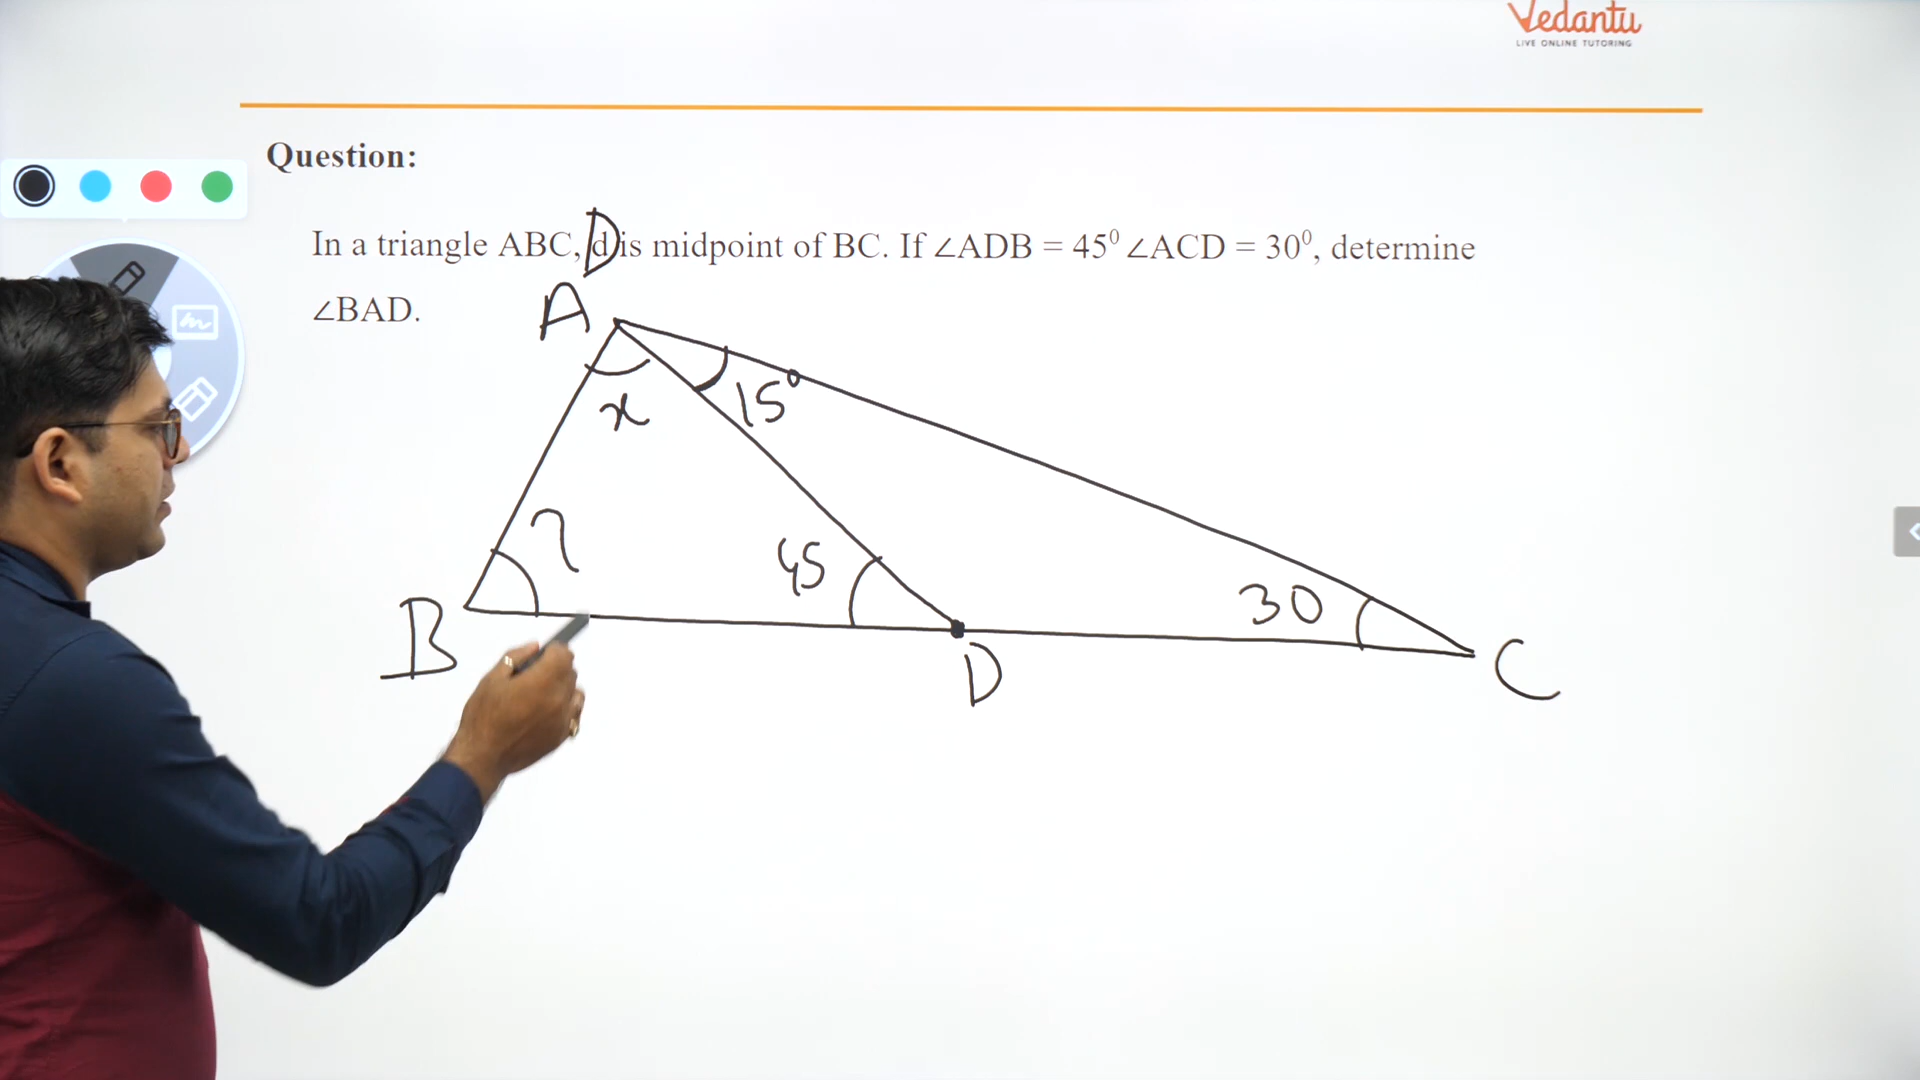 Vedantu
LIVE ONLINE TUTORING
Question:
In a triangle ABC, D is midpoint of BC. If ∠ADB = 45⁰ ∠ACD = 30⁰, determine
∠BAD.
A
15°
x
?
45
30
B
D
C